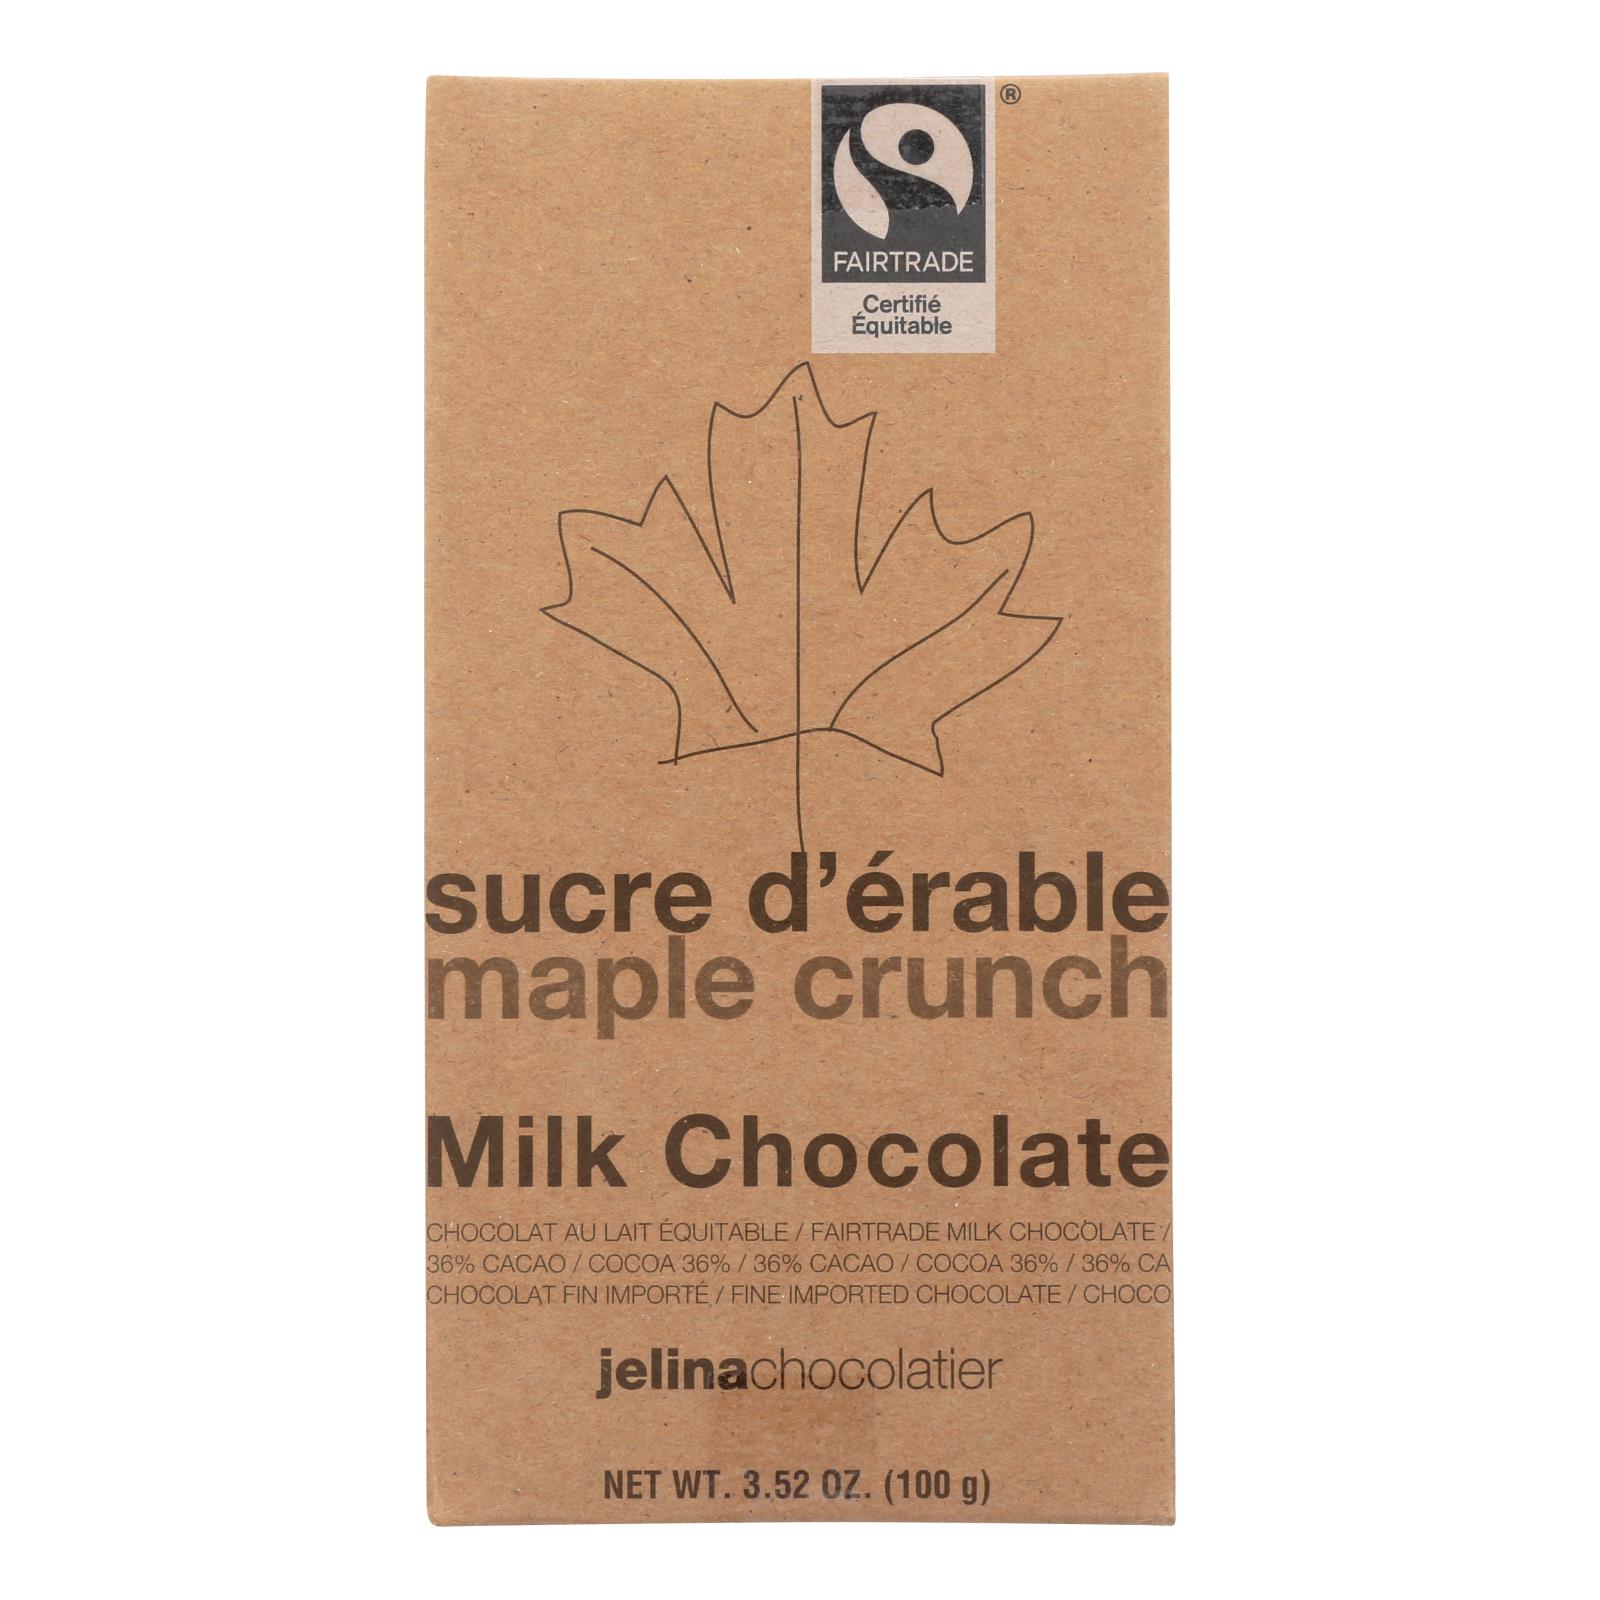 ®
FAIRTRADE
Certifié
Équitable
sucre d'érable
maple crunch
Milk Chocolate
CHOCOLAT AU LAIT ÉQUITABLE / FAIRTRADE MILK CHOCOLATE /
36% CACAO / COCOA 36% / 36% CACAO / COCOA 36% / 36% CA
CHOCOLAT FIN IMPORTÉ / FINE IMPORTED CHOCOLATE / CHOCO
jelinachocolatier
NET WT. 3.52 OZ. (100 g)